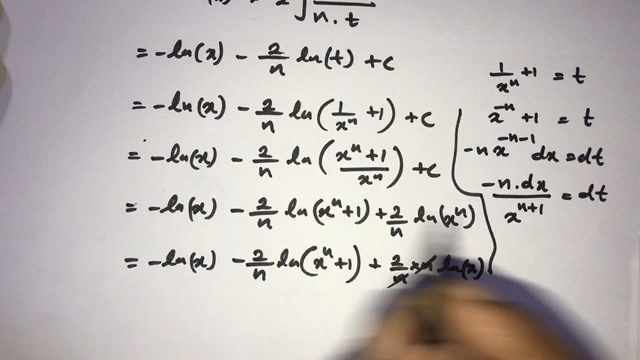 n.t
= -ln(x) - 2/n ln(t) + c
= -ln(x) - 2/n ln(1/xⁿ + 1) + c
= -ln(x) - 2/n ln((xⁿ+1)/xⁿ) + c
= -ln(x) - 2/n ln(xⁿ+1) + 2/n ln(xⁿ)
= -ln(x) - 2/n ln(xⁿ+1) + 2/n × n ln(x)
1/xⁿ + 1 = t
x⁻ⁿ + 1 = t
-n x⁻ⁿ⁻¹ dx = dt
-n.dx/xⁿ⁺¹ = dt